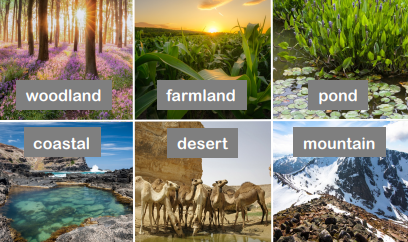 woodland
farmland
pond
coastal
desert
mountain